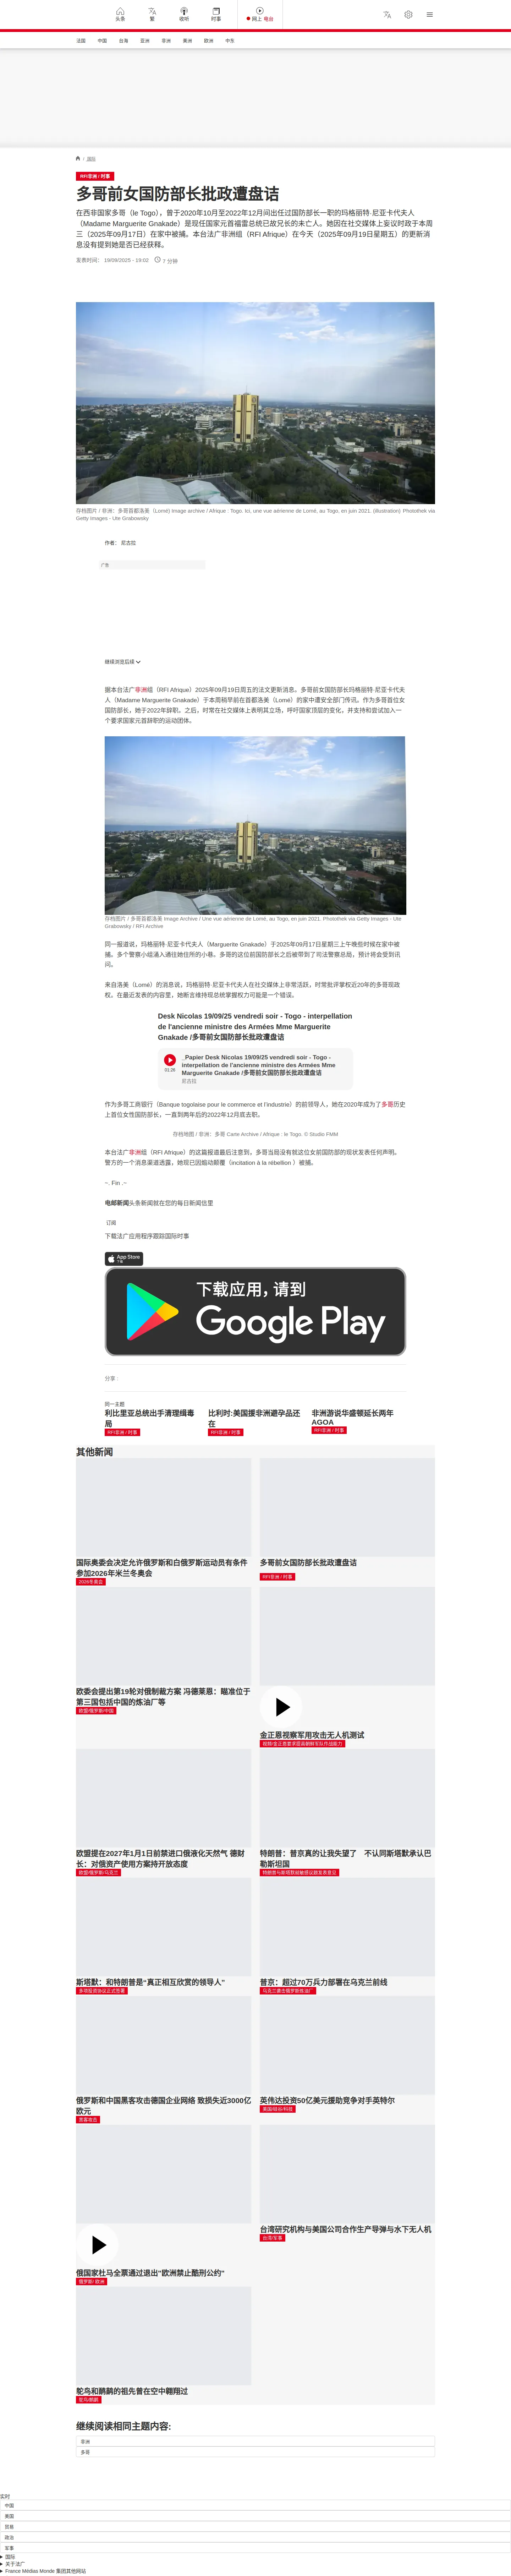 头条
繁
收听
时事
网上 电台
法国
中国
台海
亚洲
非洲
美洲
欧洲
中东
/ 国际
RFI非洲 / 时事
多哥前女国防部长批政遭盘诘
在西非国家多哥（le Togo），曾于2020年10月至2022年12月间出任过国防部长一职的玛格丽特·尼亚卡代夫人
（Madame Marguerite Gnakade）是现任国家元首福雷总统已故兄长的未亡人。她因在社交媒体上妄议时政于本周
三（2025年09月17日）在家中被捕。本台法广非洲组（RFI Afrique）在今天（2025年09月19日星期五）的更新消
息没有提到她是否已经获释。
发表时间： 19/09/2025 - 19:02
7 分钟
存档图片 / 非洲：多哥首都洛美（Lomé) Image archive / Afrique : Togo. Ici, une vue aérienne de Lomé, au Togo, en juin 2021. (illustration) Photothek via
Getty Images - Ute Grabowsky
作者： 尼古拉
广告
继续浏览后续
据本台法广非洲组（RFI Afrique）2025年09月19日周五的法文更新消息。多哥前女国防部长玛格丽特·尼亚卡代夫
人（Madame Marguerite Gnakade）于本周稍早前在首都洛美（Lomé）的家中遭安全部门传讯。作为多哥首位女
国防部长，她于2022年辞职。之后，时常在社交媒体上表明其立场，呼吁国家顶层的变化，并支持和尝试加入一
个要求国家元首辞职的运动团体。
存档图片 / 多哥首都洛美 Image Archive / Une vue aérienne de Lomé, au Togo, en juin 2021. Photothek via Getty Images - Ute
Grabowsky / RFI Archive
同一报道说，玛格丽特·尼亚卡代夫人（Marguerite Gnakade）于2025年09月17日星期三上午晚些时候在家中被
捕。多个警察小组涌入通往她住所的小巷。多哥的这位前国防部长之后被带到了司法警察总局，预计将会受到讯
问。
来自洛美（Lomé）的消息说，玛格丽特·尼亚卡代夫人在社交媒体上非常活跃，时常批评掌权近20年的多哥现政
权。在最近发表的内容里，她断言维持现总统掌握权力可能是一个错误。
Desk Nicolas 19/09/25 vendredi soir - Togo - interpellation
de l'ancienne ministre des Armées Mme Marguerite
Gnakade /多哥前女国防部长批政遭盘诘
_Papier Desk Nicolas 19/09/25 vendredi soir - Togo -
interpellation de l'ancienne ministre des Armées Mme
Marguerite Gnakade /多哥前女国防部长批政遭盘诘
01:26
尼古拉
作为多哥工商银行（Banque togolaise pour le commerce et l'industrie）的前领导人，她在2020年成为了多哥历史
上首位女性国防部长，一直到两年后的2022年12月底去职。
存档地图 / 非洲：多哥 Carte Archive / Afrique : le Togo. © Studio FMM
本台法广非洲组（RFI Afrique）的这篇报道最后注意到，多哥当局没有就这位女前国防部的现状发表任何声明。
警方的一个消息渠道透露，她现已因煽动颠覆（incitation à la rébellion ）被捕。
~. Fin .~
电邮新闻头条新闻就在您的每日新闻信里
订阅
下载法广应用程序跟踪国际时事
App Store
下载
下载应用，请到
Google Play
分享 :
同一主题
利比里亚总统出手清理缉毒
局
RFI非洲 / 时事
比利时:美国援非洲避孕品还
在
RFI非洲 / 时事
非洲游说华盛顿延长两年
AGOA
RFI非洲 / 时事
其他新闻
国际奥委会决定允许俄罗斯和白俄罗斯运动员有条件
参加2026年米兰冬奥会
2026冬奥会
多哥前女国防部长批政遭盘诘
RFI非洲 / 时事
欧委会提出第19轮对俄制裁方案 冯德莱恩：瞄准位于
第三国包括中国的炼油厂等
欧盟/俄罗斯/中国
金正恩视察军用攻击无人机测试
视频/金正恩要求提高朝鲜军队作战能力
欧盟提在2027年1月1日前禁进口俄液化天然气 德财
长：对俄资产使用方案持开放态度
欧盟/俄罗斯/乌克兰
特朗普：普京真的让我失望了　不认同斯塔默承认巴
勒斯坦国
特朗普与斯塔默就敏感议题发表意见
斯塔默：和特朗普是“真正相互欣赏的领导人”
多项投资协议正式签署
普京：超过70万兵力部署在乌克兰前线
乌克兰袭击俄罗斯炼油厂
俄罗斯和中国黑客攻击德国企业网络 致损失近3000亿
欧元
黑客攻击
英伟达投资50亿美元援助竞争对手英特尔
美国/经贸/科技
俄国家杜马全票通过退出"欧洲禁止酷刑公约"
俄罗斯/ 欧洲
台湾研究机构与美国公司合作生产导弹与水下无人机
台湾/军事
鸵鸟和鹋鹋的祖先曾在空中翱翔过
鸵鸟/鹋鹋
继续阅读相同主题内容:
非洲
多哥
实时
中国
美国
贸易
政治
军事
国际
关于法广
France Médias Monde 集团其他网站